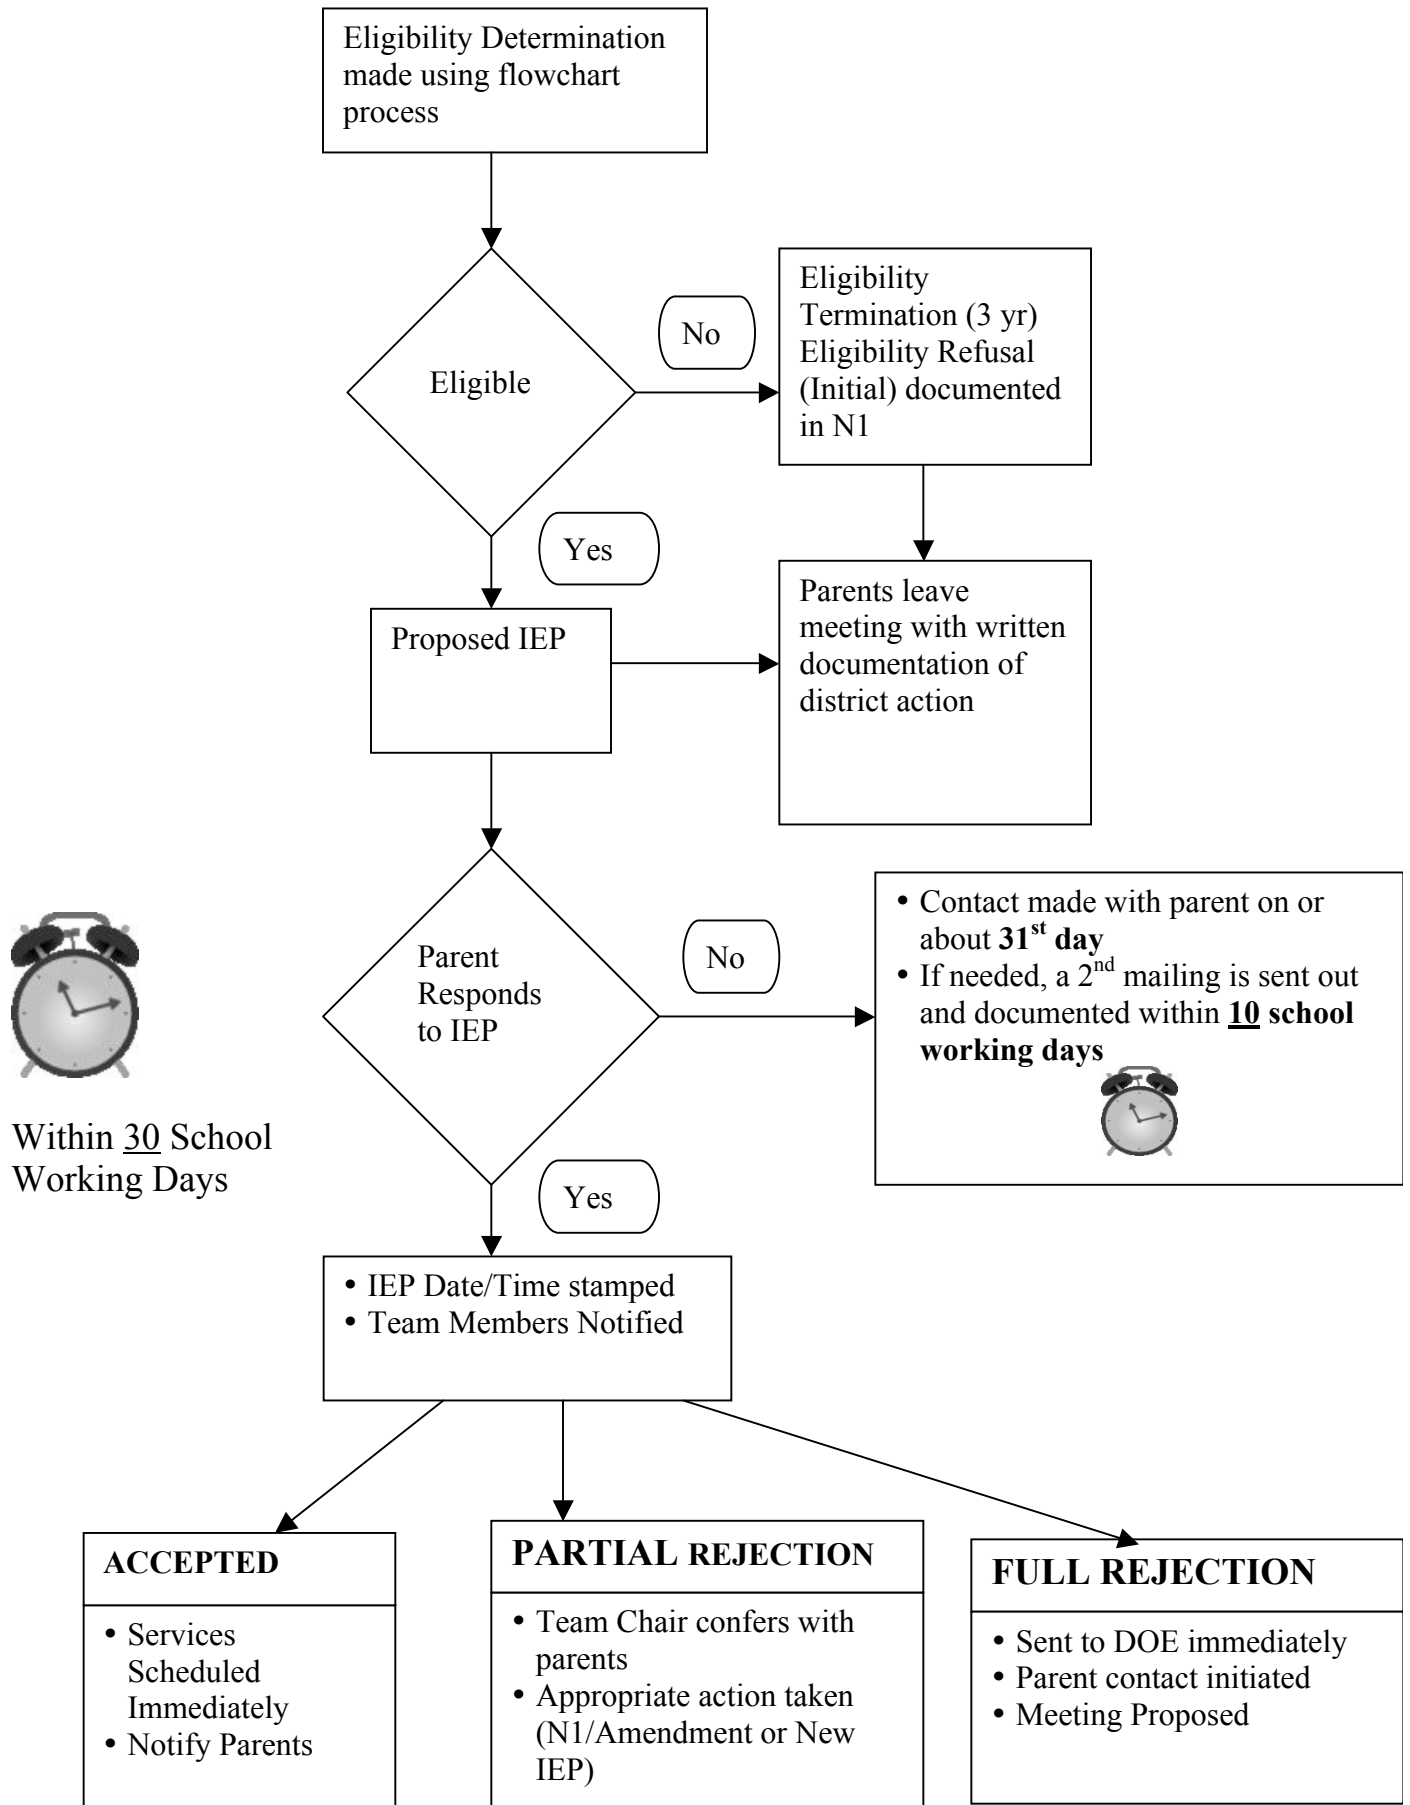 Eligibility Determination
made using flowchart
process
Eligible
No
Eligibility
Termination (3 yr)
Eligibility Refusal
(Initial) documented
in N1
Yes
Proposed IEP
Parents leave
meeting with written
documentation of
district action
Parent
Responds
to IEP
No
• Contact made with parent on or
about 31st day
• If needed, a 2nd mailing is sent out
and documented within 10 school
working days
Within 30 School
Working Days
Yes
• IEP Date/Time stamped
• Team Members Notified
ACCEPTED
• Services
Scheduled
Immediately
• Notify Parents
PARTIAL REJECTION
• Team Chair confers with
parents
• Appropriate action taken
(N1/Amendment or New
IEP)
FULL REJECTION
• Sent to DOE immediately
• Parent contact initiated
• Meeting Proposed